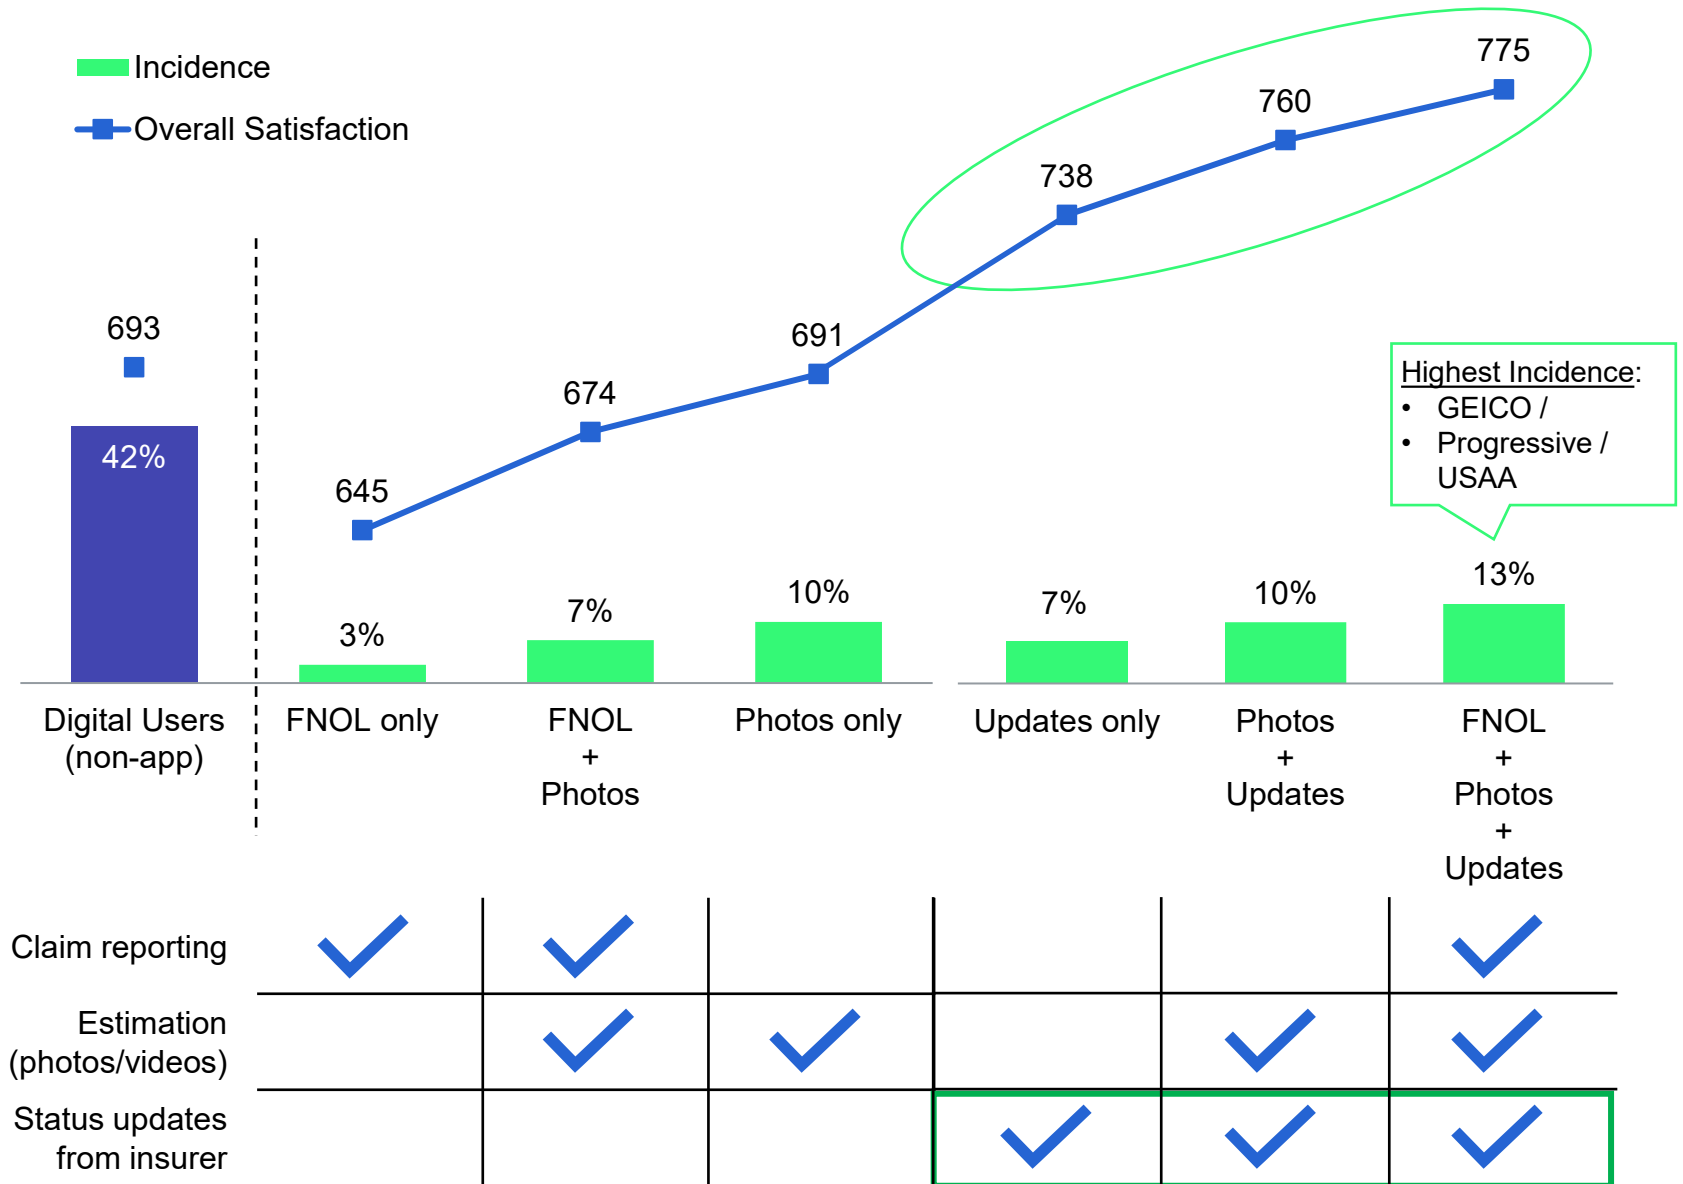 Incidence
Overall Satisfaction
775
760
738
693
691
674
645
42%
Highest Incidence:
• GEICO /
• Progressive /
USAA
3%
7%
10%
7%
10%
13%
Digital Users
(non-app)
FNOL only
FNOL
+
Photos
Photos only
Updates only
Photos
+
Updates
FNOL
+
Photos
+
Updates
Claim reporting
Estimation
(photos/videos)
Status updates
from insurer